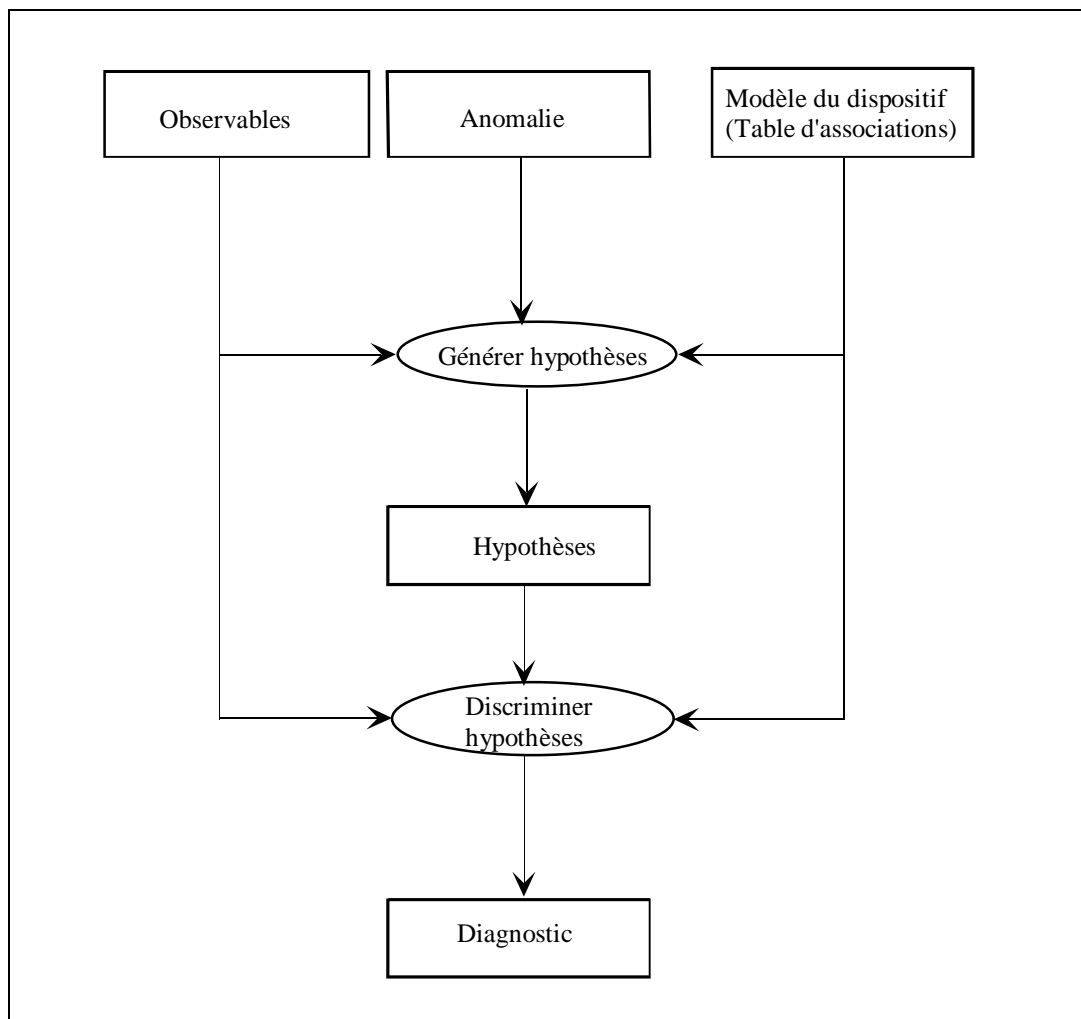 Observables
Anomalie
Modèle du dispositif
(Table d'associations)
Générer hypothèses
Hypothèses
Discriminer
hypothèses
Diagnostic